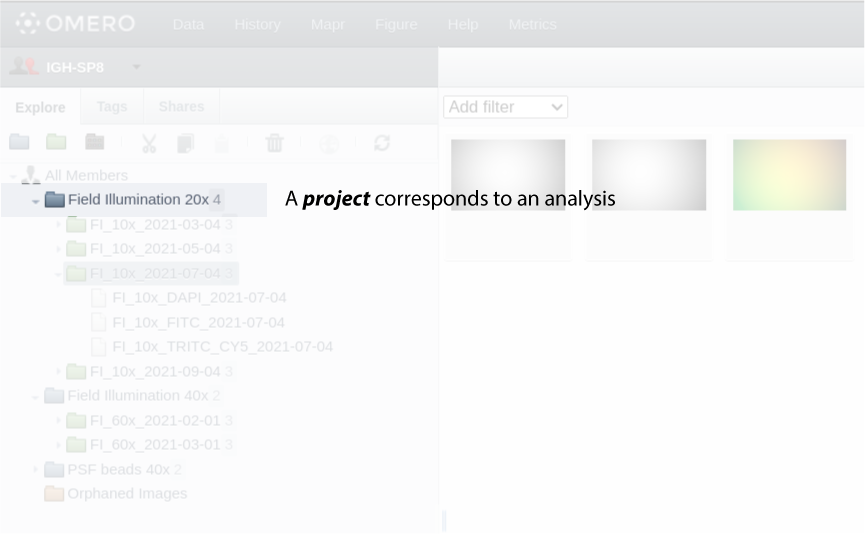 OMERO Data History Mapr Figure Help Metrics
IGH-SP8
Explore Tags Shares
Add filter
All Members
Field Illumination 20x 4
A project corresponds to an analysis
FI_10x_2021-03-04 3
FI_10x_2021-05-04 3
FI_10x_2021-07-04 3
FI_10x_DAPI_2021-07-04
FI_10x_FITC_2021-07-04
FI_10x_TRITC_CY5_2021-07-04
FI_10x_2021-09-04 3
Field Illumination 40x 2
FI_60x_2021-02-01 3
FI_60x_2021-03-01 3
PSF beads 40x 2
Orphaned Images